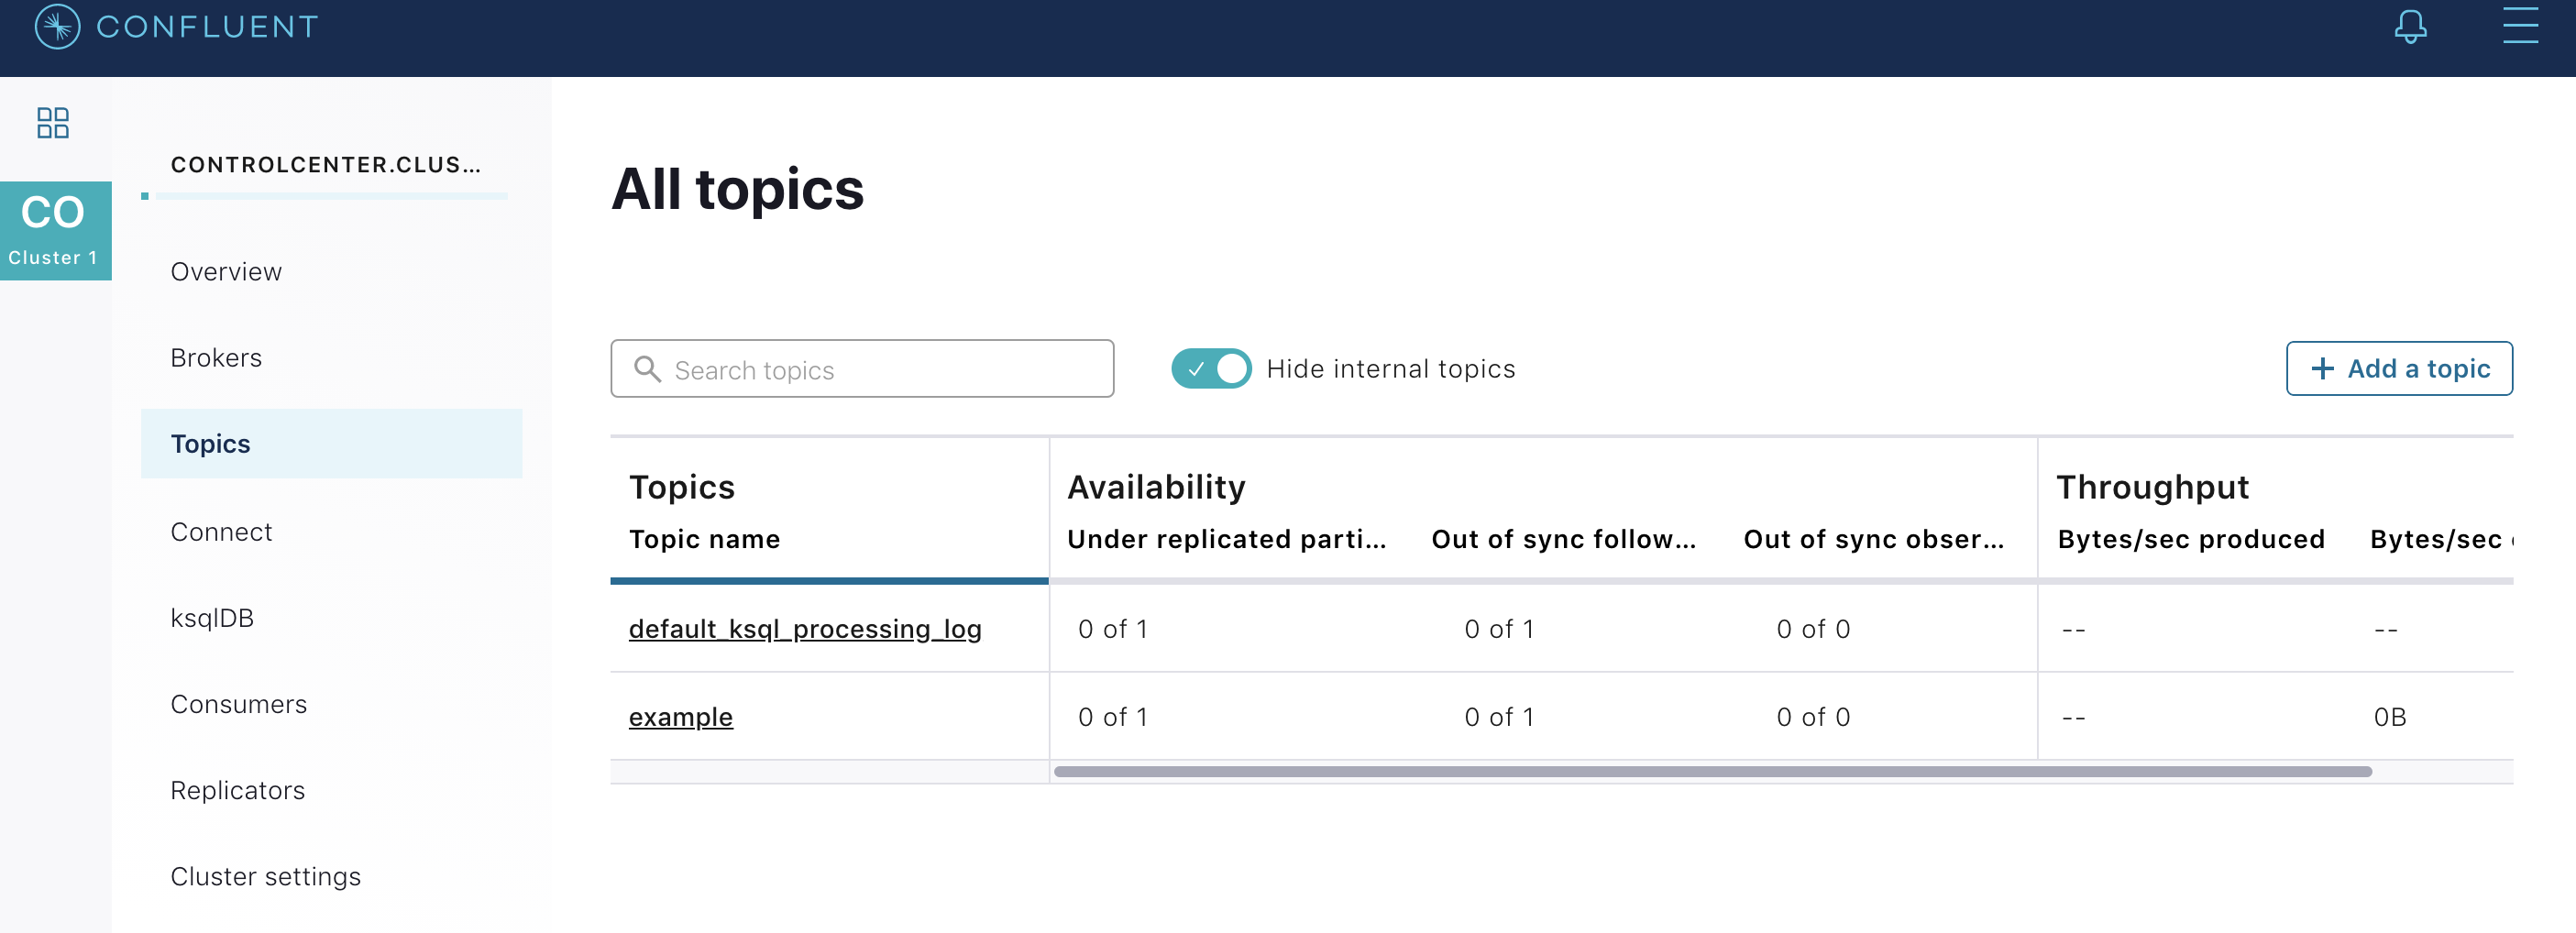 CONFLUENT
CONTROLCENTER.CLUS...
CO
Cluster 1
Overview
Brokers
Topics
Connect
ksqlDB
Consumers
Replicators
Cluster settings
All topics
Search topics
Hide internal topics
Add a topic
Topics Availability Throughput
Topic name Under replicated parti... Out of sync follow... Out of sync obser... Bytes/sec produced Bytes/sec
default_ksql_processing_log 0 of 1 0 of 1 0 of 0 -- --
example 0 of 1 0 of 1 0 of 0 -- 0B